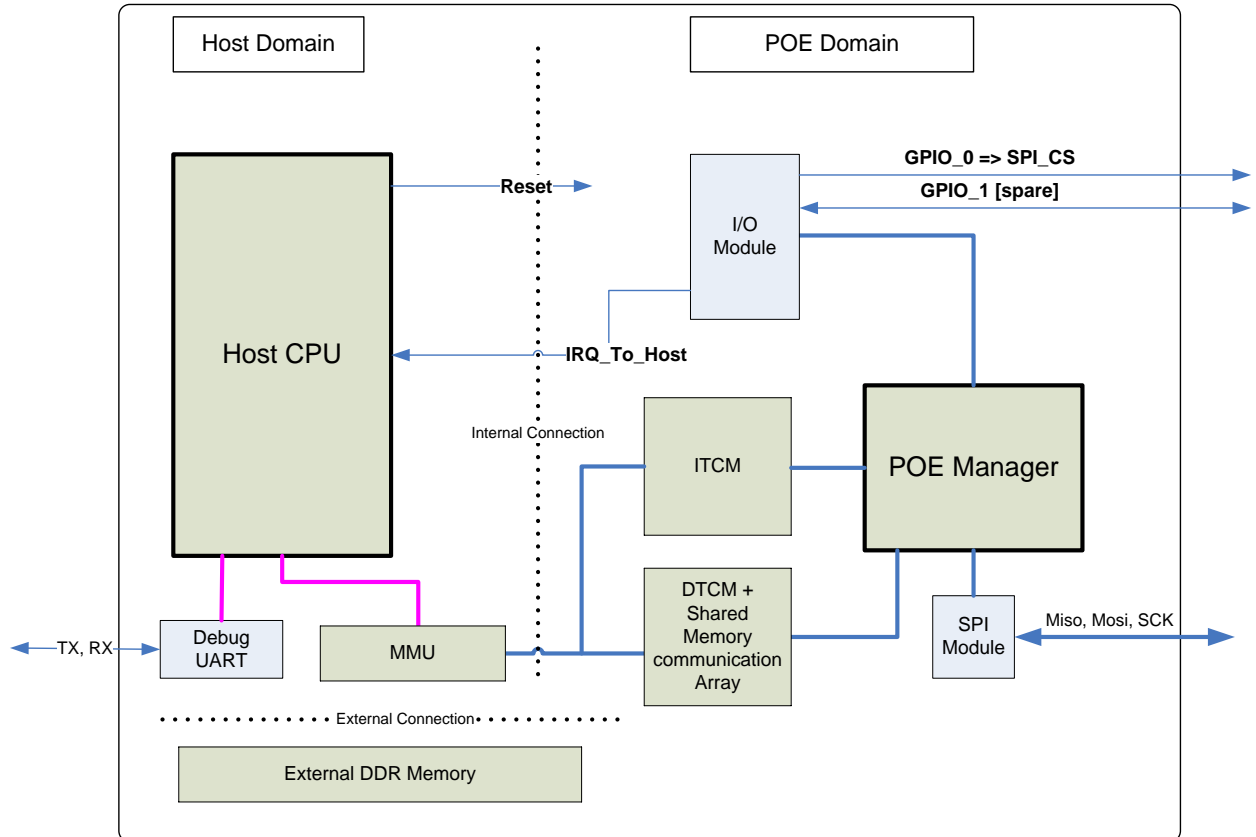 Host Domain
POE Domain
GPIO_0 => SPI_CS
Reset
GPIO_1 [spare]
I/O
Module
Host CPU
IRQ_To_Host
Internal Connection
ITCM
POE Manager
DTCM +
Shared
Memory
communication
Array
SPI
Module
Miso, Mosi, SCK
TX, RX
Debug
UART
MMU
External Connection
External DDR Memory